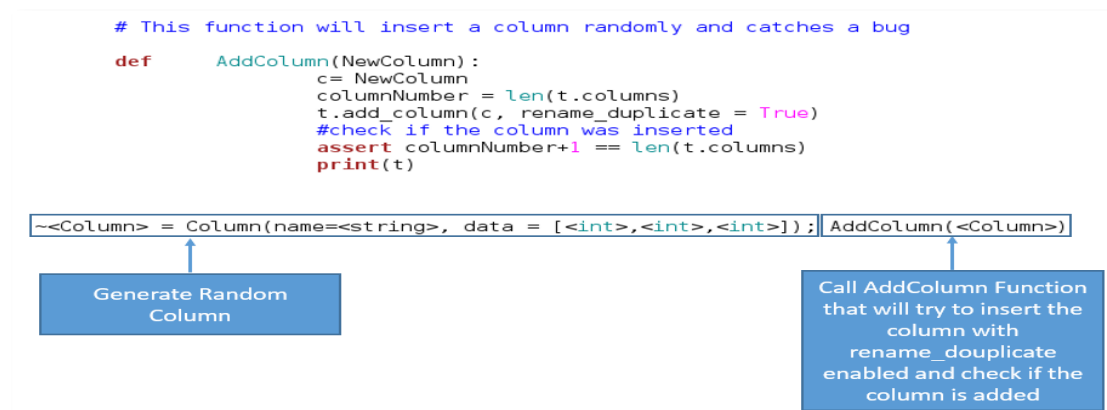 # This function will insert a column randomly and catches a bug
def AddColumn(NewColumn):
c= NewColumn
columnNumber = len(t.columns)
t.add_column(c, rename_duplicate = True)
#check if the column was inserted
assert columnNumber+1 == len(t.columns)
print(t)
~<Column> = Column(name=<string>, data = [<int>,<int>,<int>]); AddColumn(<Column>)
Generate Random
Column
Call AddColumn Function
that will try to insert the
column with
rename_douplicate
enabled and check if the
column is added